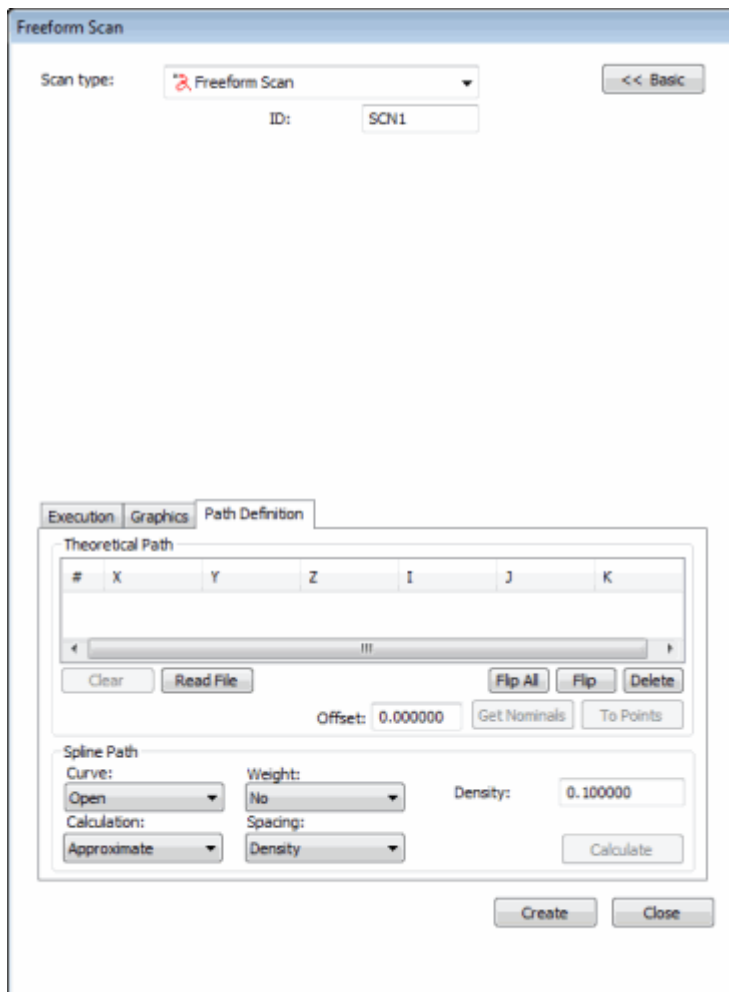 Freeform Scan
Scan type: Freeform Scan << Basic
ID: SCN1
Execution Graphics Path Definition
Theoretical Path
# X Y Z I J K
Clear Read File Flip All Flip Delete
Offset: 0.000000 Get Nominals To Points
Spline Path
Curve: Weight:
Open No Density: 0.100000
Calculation: Spacing:
Approximate Density Calculate
Create Close